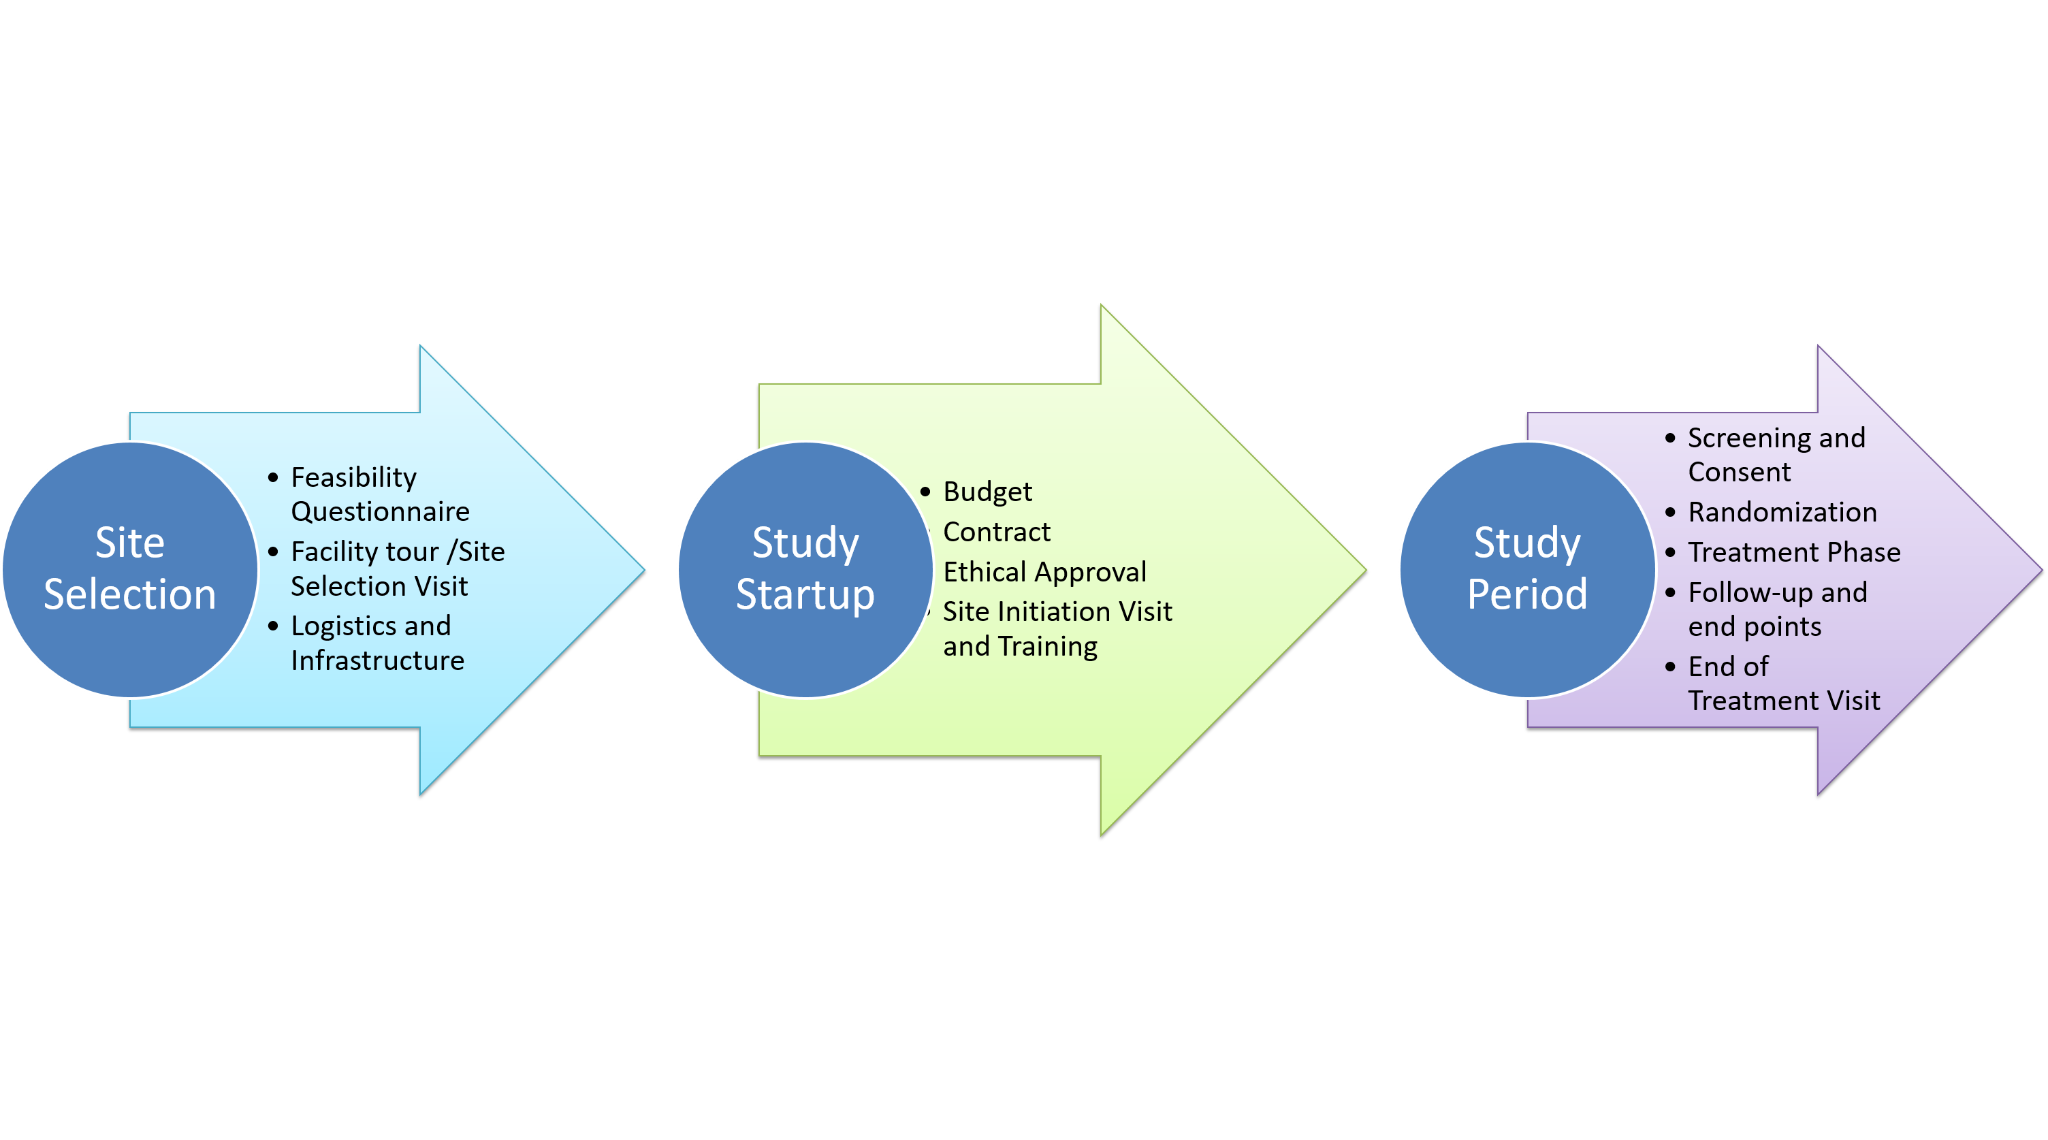 Site
Selection
• Feasibility
Questionnaire
• Facility tour /Site
Selection Visit
• Logistics and
Infrastructure
Study
Startup
• Budget
• Contract
Ethical Approval
• Site Initiation Visit
and Training
Study
Period
• Screening and
Consent
• Randomization
• Treatment Phase
• Follow-up and
end points
• End of
Treatment Visit